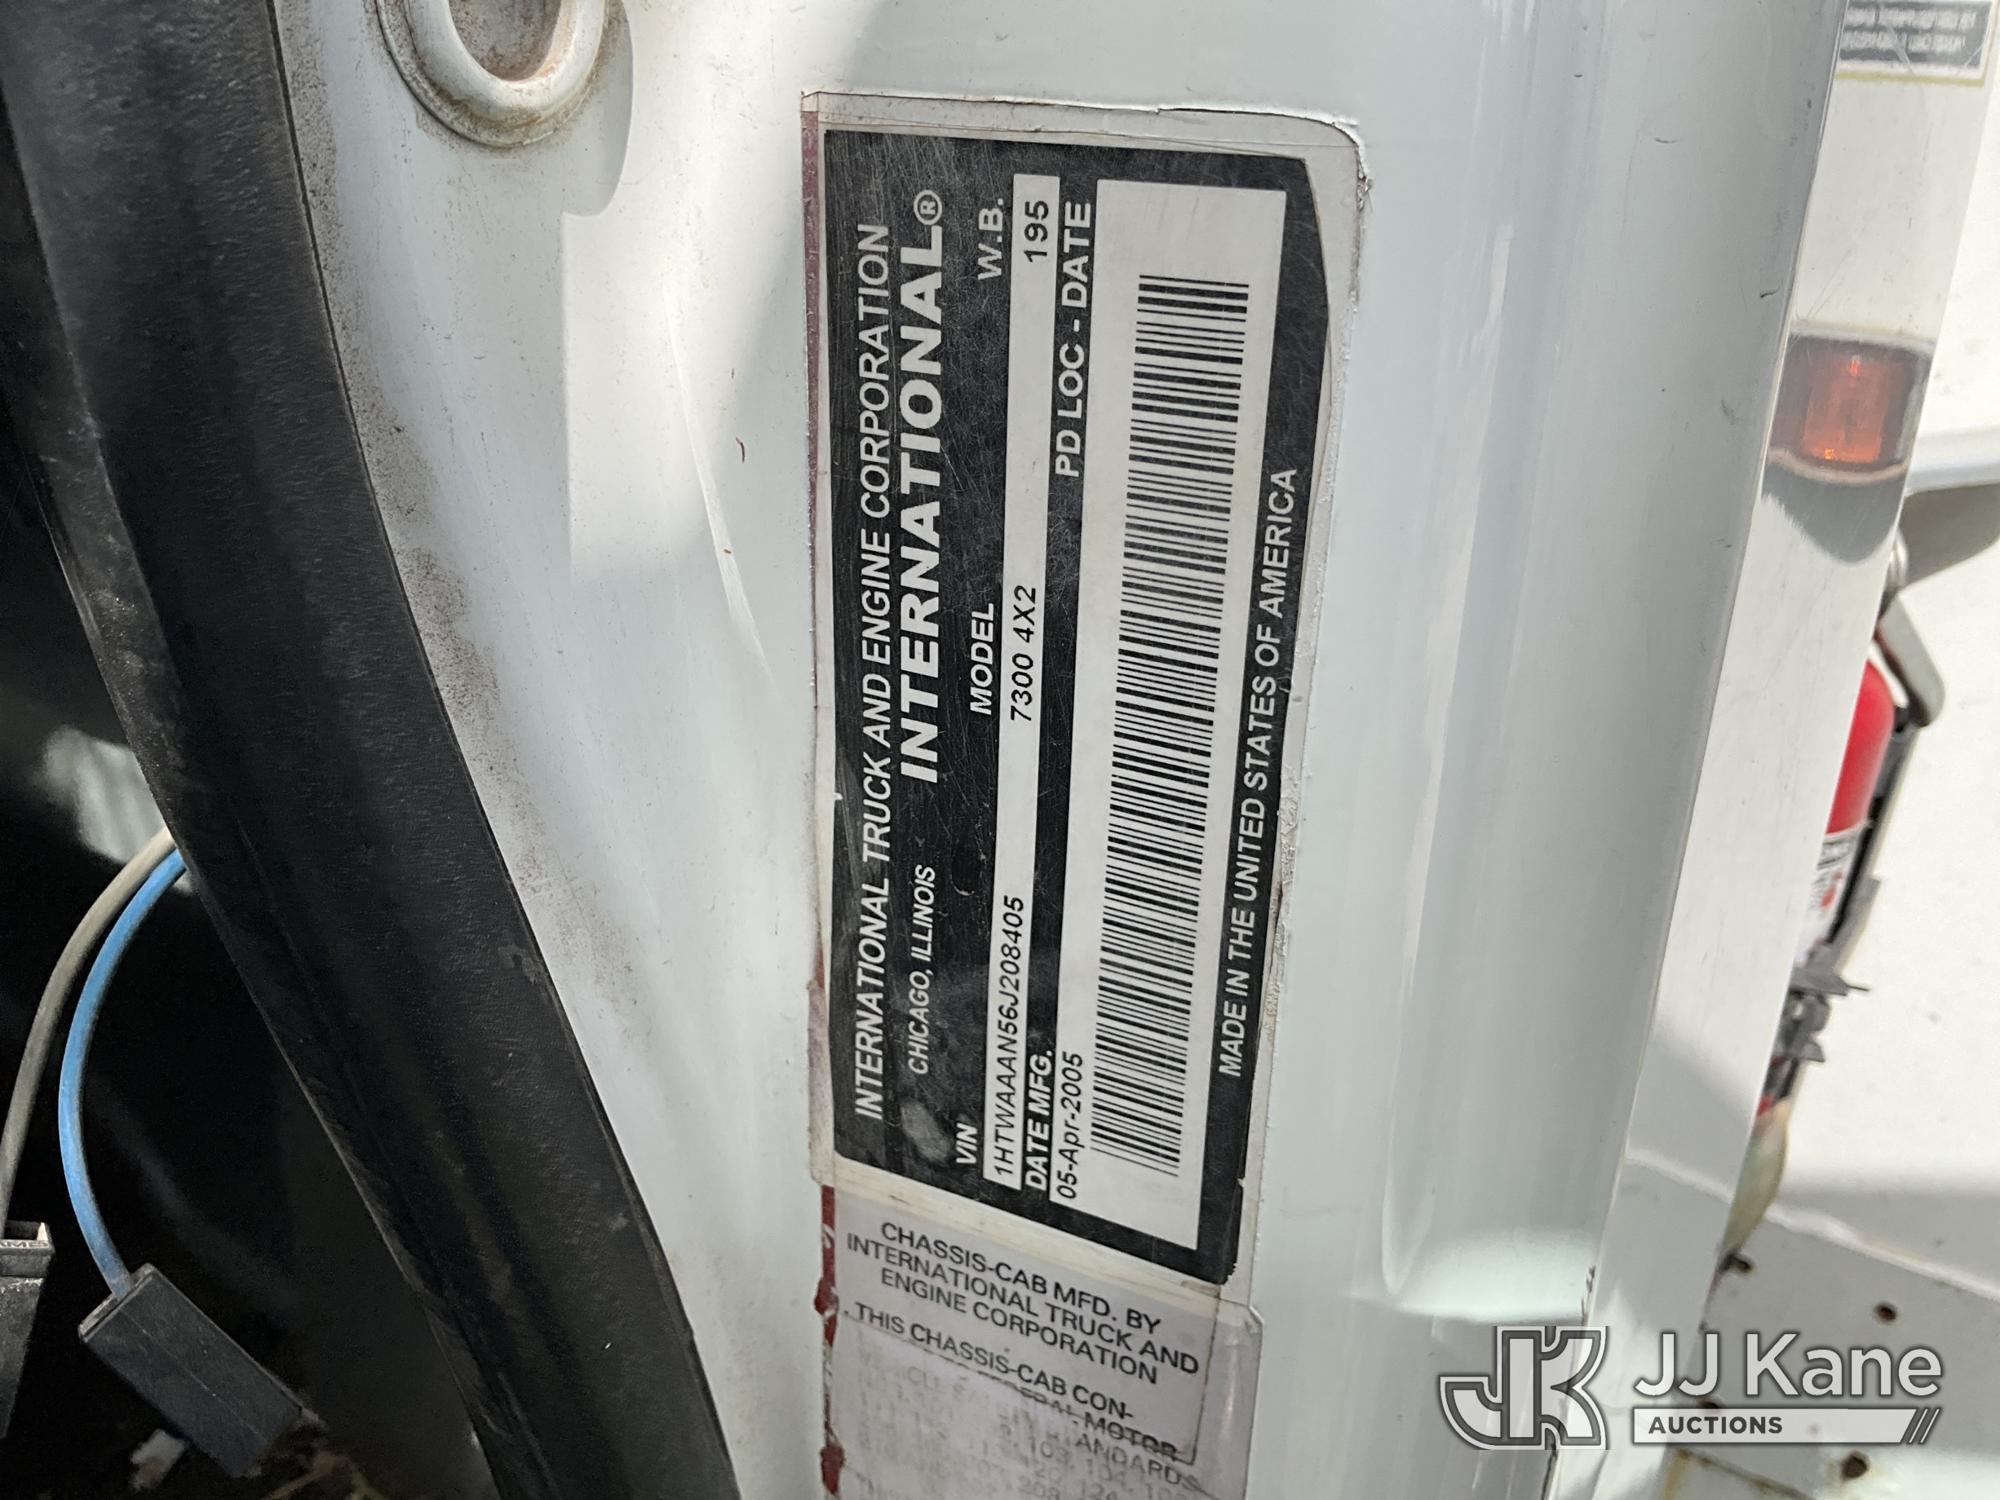 INTERNATIONAL TRUCK AND ENGINE CORPORATION
CHICAGO, ILLINOIS INTERNATIONAL®
VIN MODEL W.B.
1HTWAAAN56J208405 7300 4X2 195
DATE MFG. PD LOC - DATE
05-Apr-2005
MADE IN THE UNITED STATES OF AMERICA
CHASSIS-CAB MFD. BY
INTERNATIONAL TRUCK AND
ENGINE CORPORATION
THIS CHASSIS-CAB CON-
MOTOR
JJ Kane
AUCTIONS